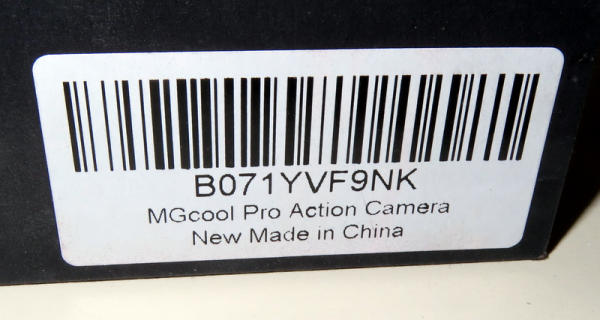 B071YVF9NK
MGcool Pro Action Camera
New Made in China